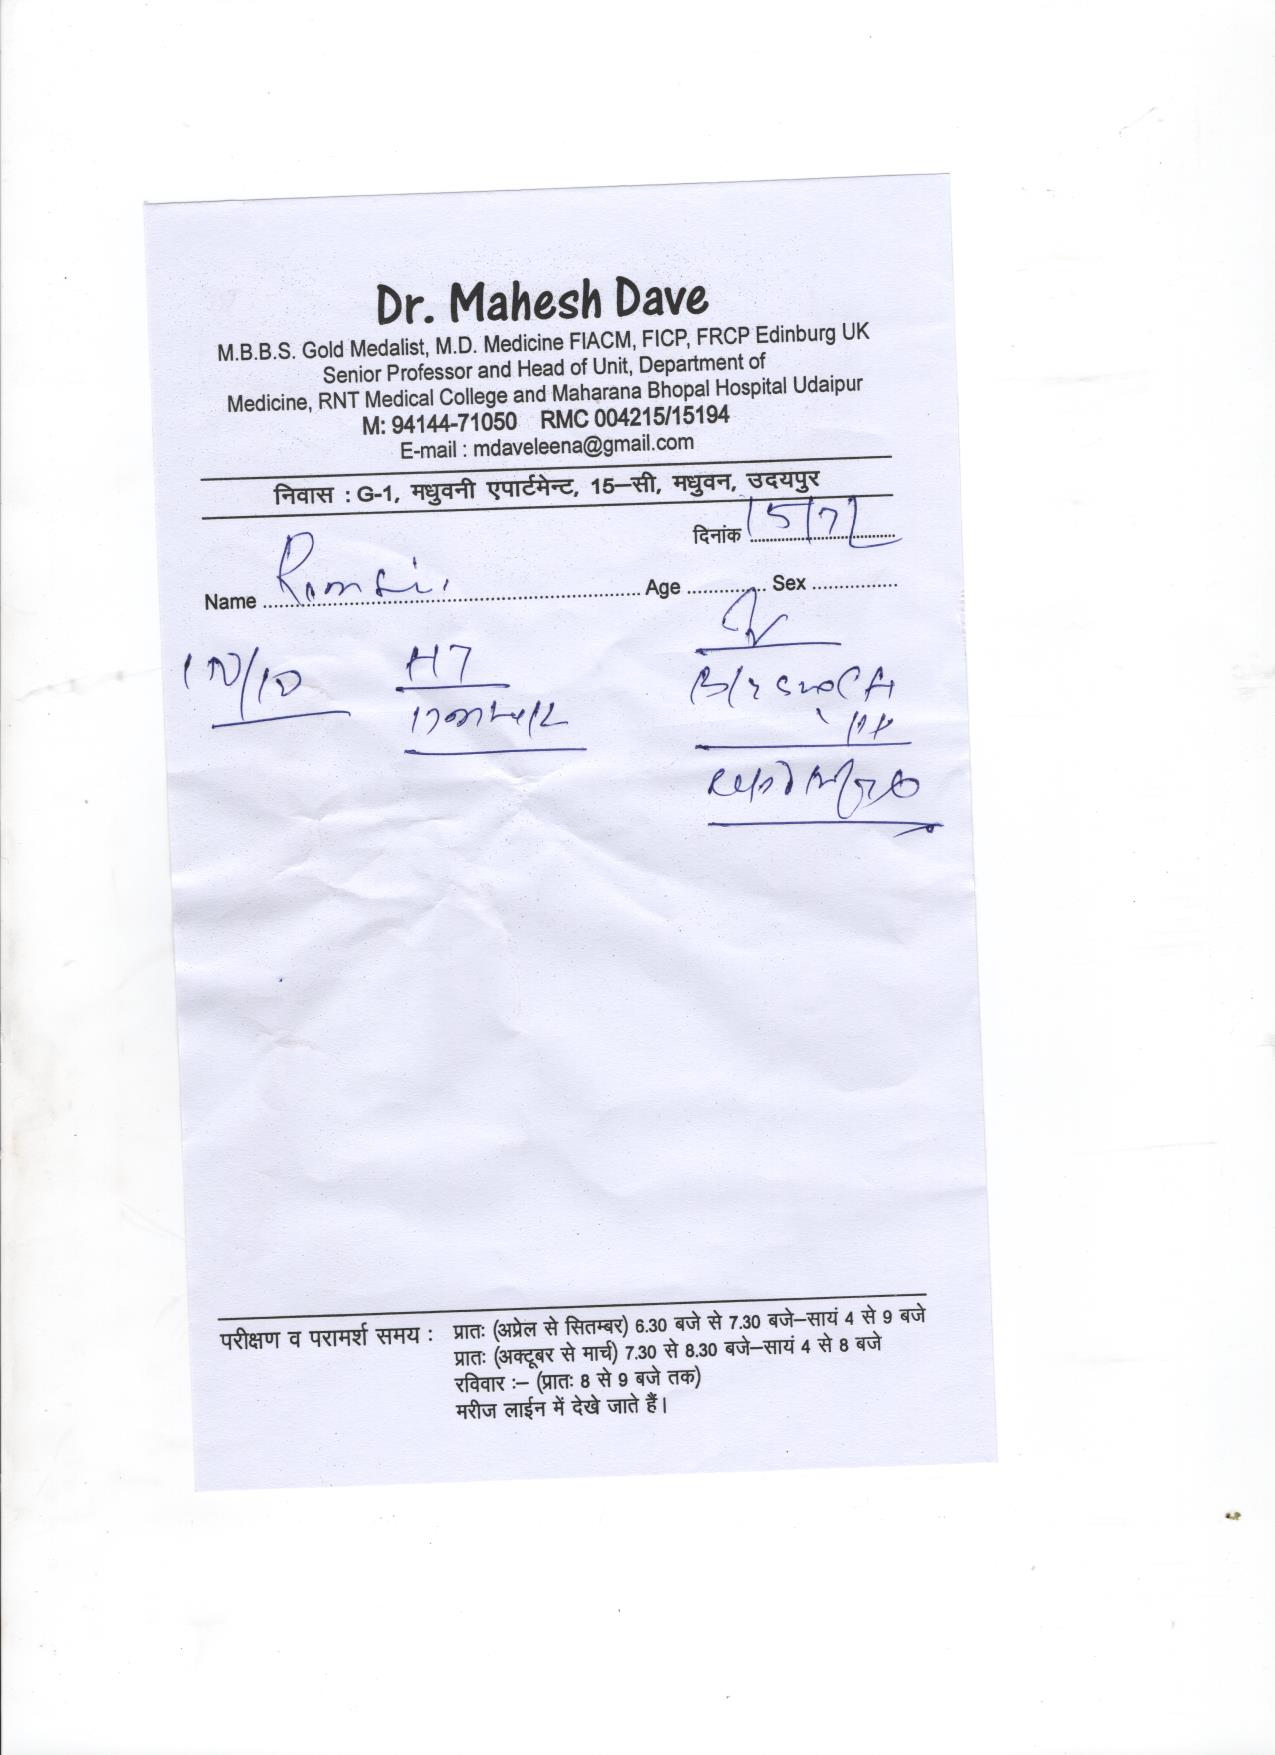 Dr. Mahesh Dave
M.B.B.S. Gold Medalist, M.D. Medicine FIACM, FICP, FRCP Edinburg UK
Senior Professor and Head of Unit, Department of
Medicine, RNT Medical College and Maharana Bhopal Hospital Udaipur
M: 94144-71050 RMC 004215/15194
E-mail : mdaveleena@gmail.com
निवास : G-1, मधुवनी एपार्टमेन्ट, 15–सी, मधुवन, उदयपुर
दिनांक
Name Age Sex
परीक्षण व परामर्श समय : प्रातः (अप्रेल से सितम्बर) 6.30 बजे से 7.30 बजे–सायं 4 से 9 बजे
प्रातः (अक्टूबर से मार्च) 7.30 से 8.30 बजे–सायं 4 से 8 बजे
रविवार :– (प्रातः 8 से 9 बजे तक)
मरीज लाईन में देखे जाते हैं।